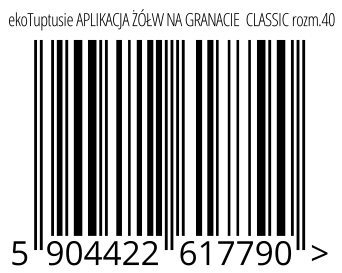 ekoTuptusie APLIKACJA ŻÓŁW NA GRANACIE  CLASSIC rozm.40
5 904422 617790 >